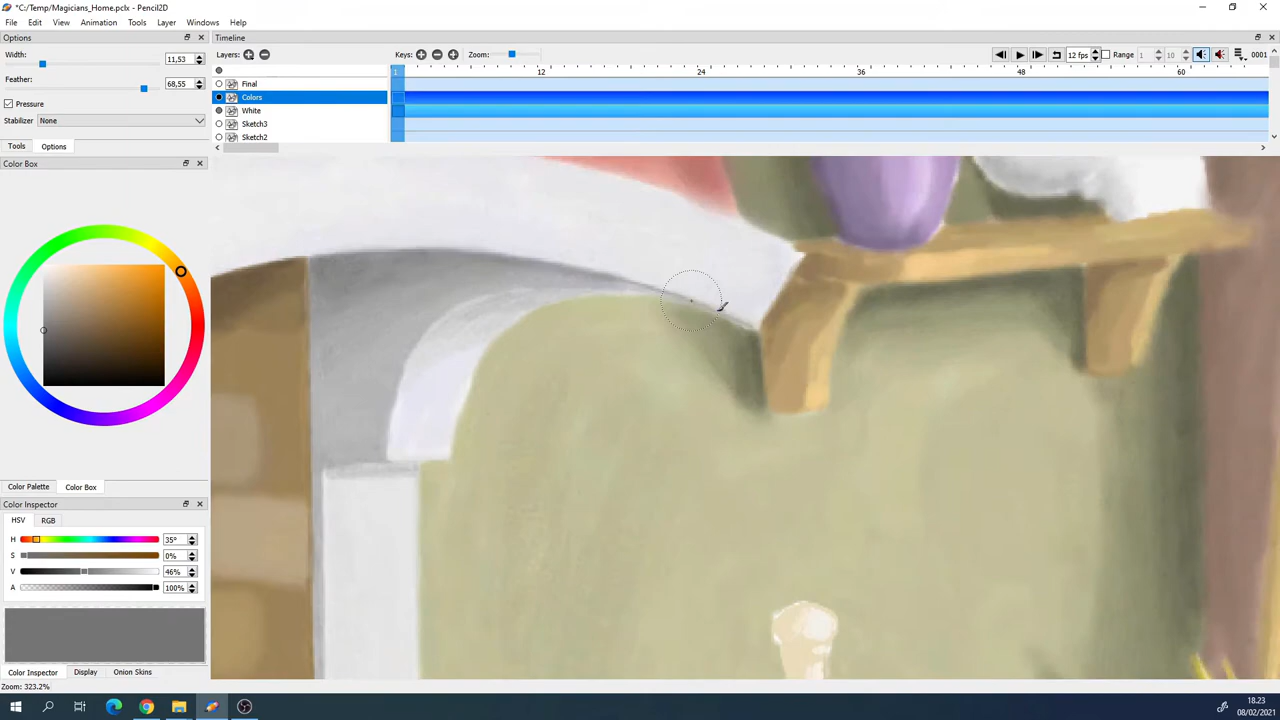 *C:/Temp/Magicians_Home.pclx - Pencil2D
File Edit View Animation Tools Layer Windows Help
Options
Width:
11,53
Feather:
68,55
Pressure
Stabilizer None
Tools Options
Color Box
Color Palette Color Box
Color Inspector
HSV RGB
H 35°
S 0%
V 46%
A 100%
Color Inspector Display Onion Skins
Zoom: 323.2%
Timeline
Layers: Keys: Zoom: 12 fps Range 1 10 0001
1 12 24 48 60
Final
Colors
White
Sketch3
Sketch2
18.23
08/02/2021